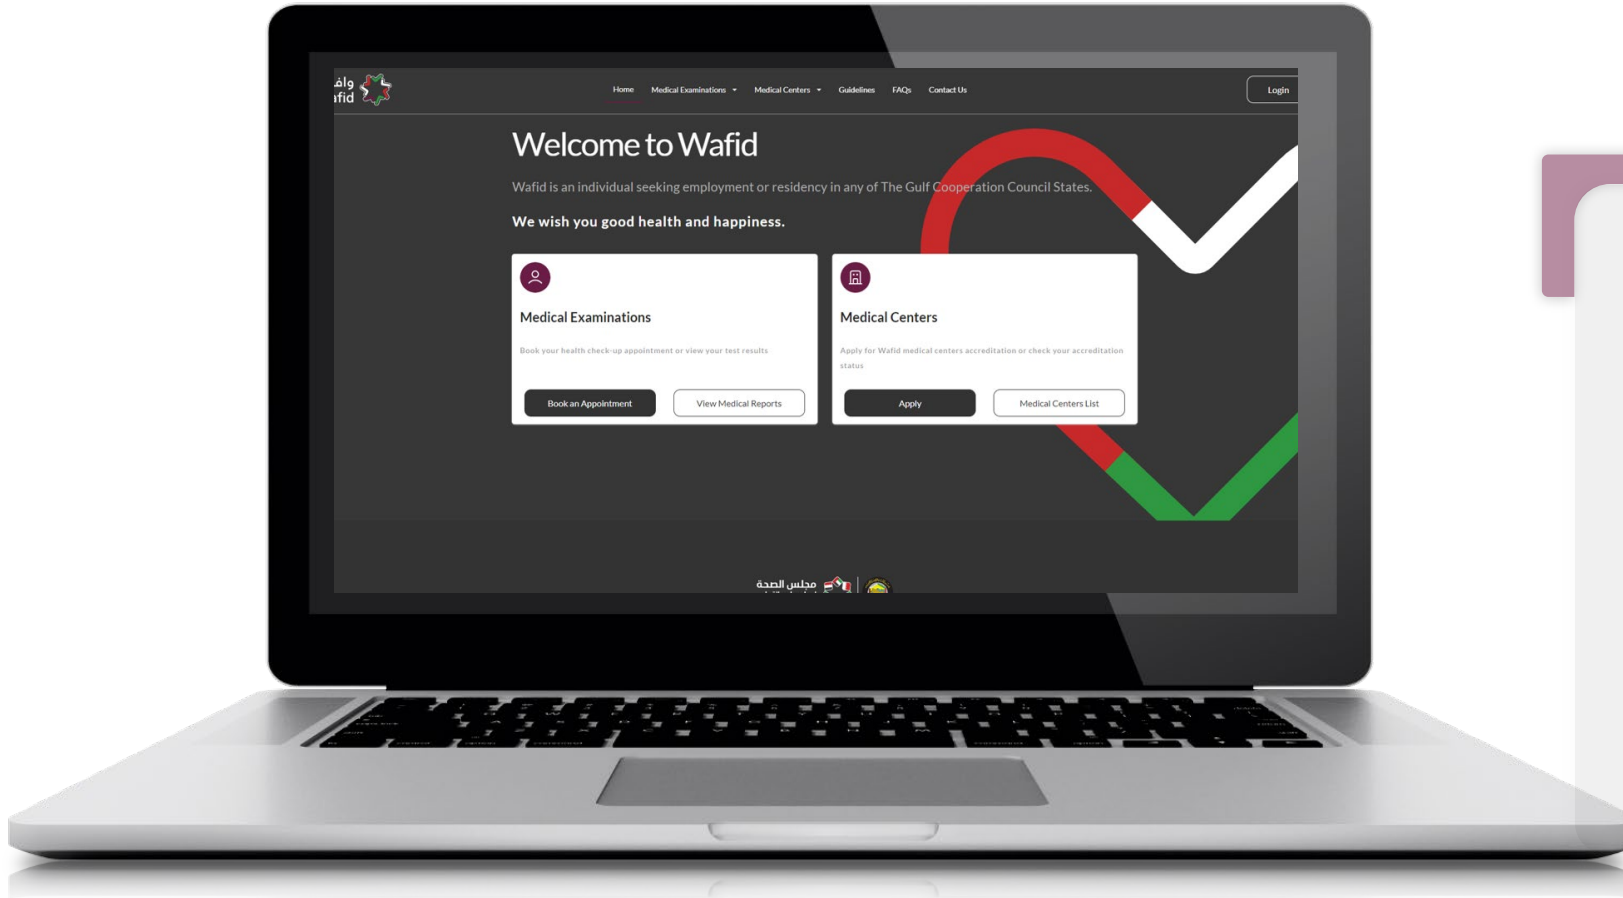 Home Medical Examinations Medical Centers Guidelines FAQs Contact Us Login
Welcome to Wafid
Wafid is an individual seeking employment or residency in any of The Gulf Cooperation Council States.
We wish you good health and happiness.
Medical Examinations
Book your health check-up appointment or view your test results
Book an Appointment View Medical Reports
Medical Centers
Apply for Wafid medical centers accreditation or check your accreditation
status
Apply Medical Centers List
مجلس الصحة